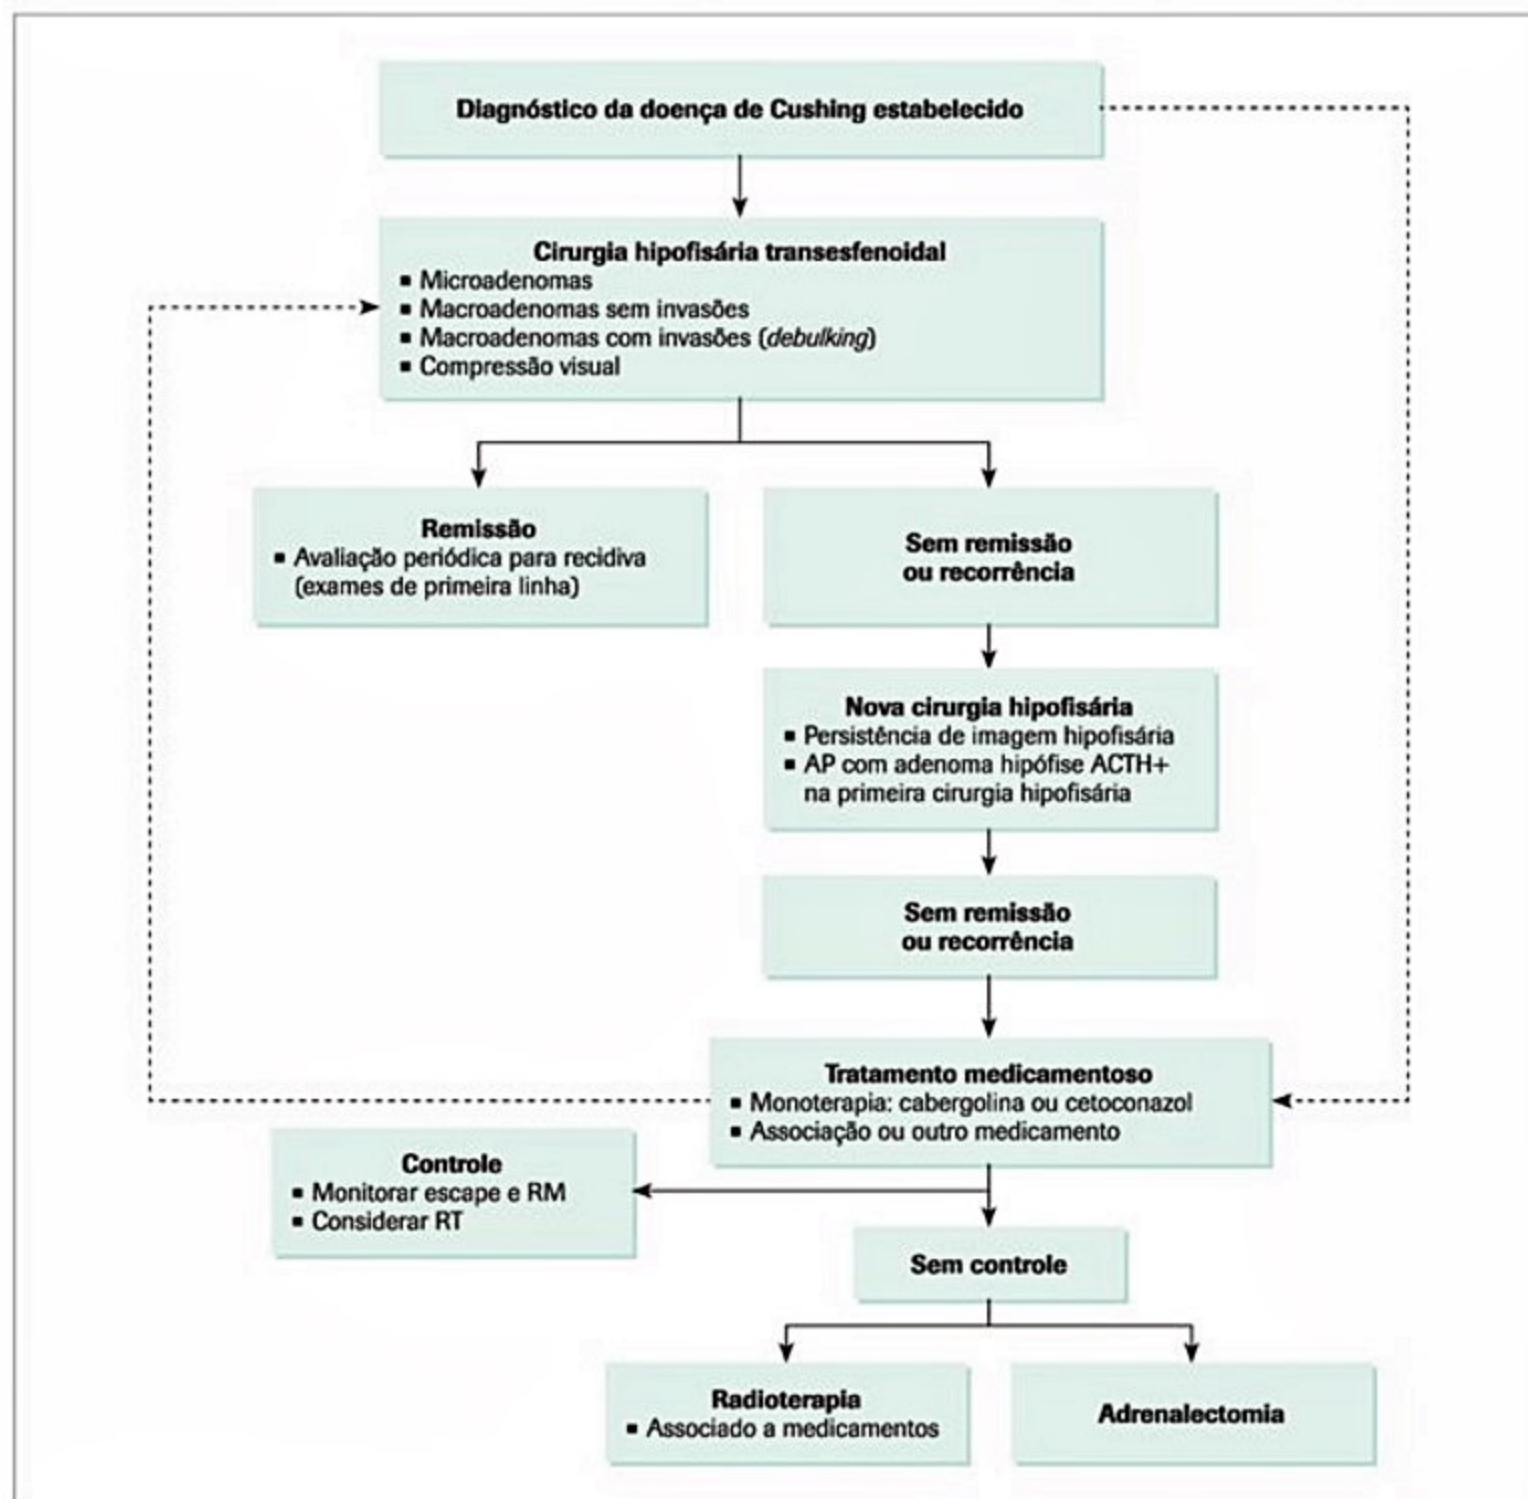 Diagnóstico da doença de Cushing estabelecido
Cirurgia hipofisária transesfenoidal
▪ Microadenomas
▪ Macroadenomas sem invasões
▪ Macroadenomas com invasões (debulking)
▪ Compressão visual
Remissão
▪ Avaliação periódica para recidiva
(exames de primeira linha)
Sem remissão
ou recorrência
Nova cirurgia hipofisária
▪ Persistência de imagem hipofisária
▪ AP com adenoma hipófise ACTH+
na primeira cirurgia hipofisária
Sem remissão
ou recorrência
Tratamento medicamentoso
▪ Monoterapia: cabergolina ou cetoconazol
▪ Associação ou outro medicamento
Controle
▪ Monitorar escape e RM
▪ Considerar RT
Sem controle
Radioterapia
▪ Associado a medicamentos
Adrenalectomia